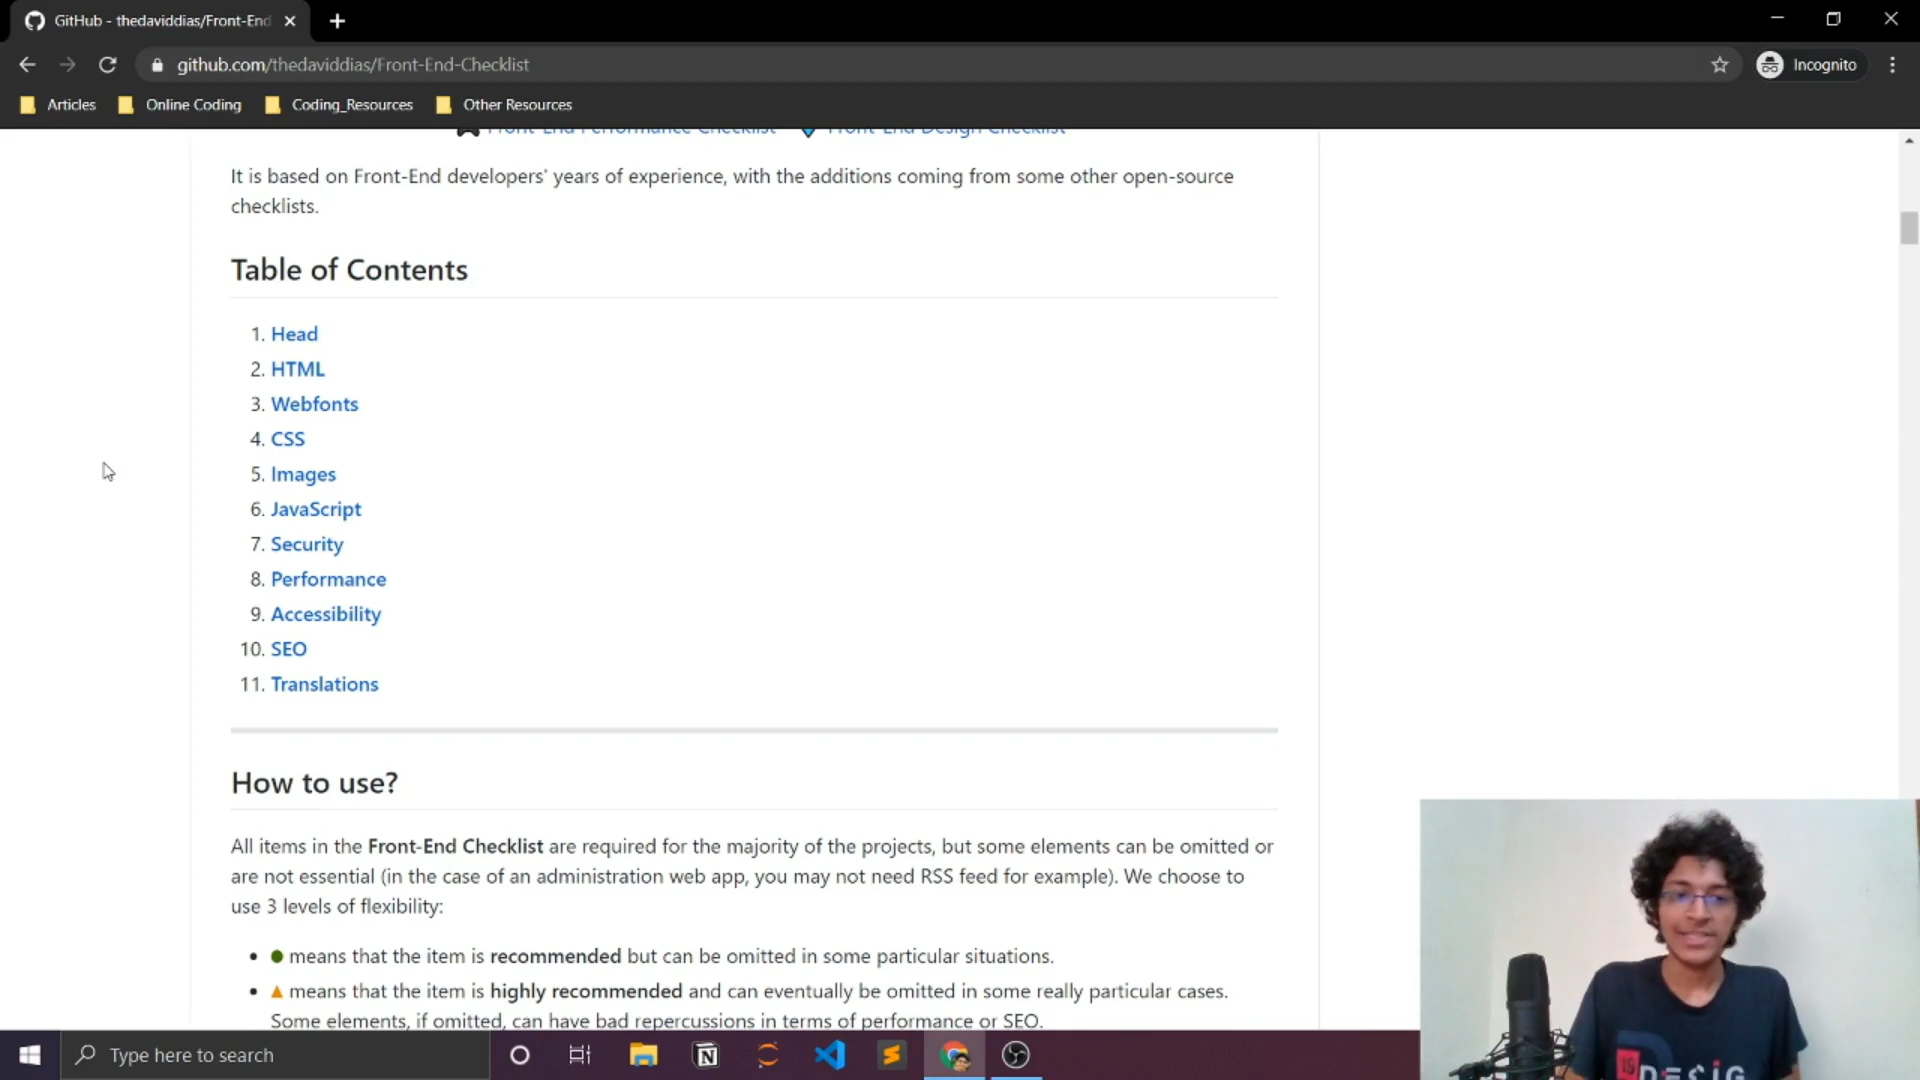 GitHub - thedaviddias/Front-End
github.com/thedaviddias/Front-End-Checklist
Incognito
Articles
Online Coding
Coding_Resources
Other Resources
Front-End Performance Checklist
Front-End Design Checklist
It is based on Front-End developers' years of experience, with the additions coming from some other open-source
checklists.
Table of Contents
1. Head
2. HTML
3. Webfonts
4. CSS
5. Images
6. JavaScript
7. Security
8. Performance
9. Accessibility
10. SEO
11. Translations
How to use?
All items in the Front-End Checklist are required for the majority of the projects, but some elements can be omitted or
are not essential (in the case of an administration web app, you may not need RSS feed for example). We choose to
use 3 levels of flexibility:
means that the item is recommended but can be omitted in some particular situations.
means that the item is highly recommended and can eventually be omitted in some really particular cases.
Some elements, if omitted, can have bad repercussions in terms of performance or SEO.
Type here to search